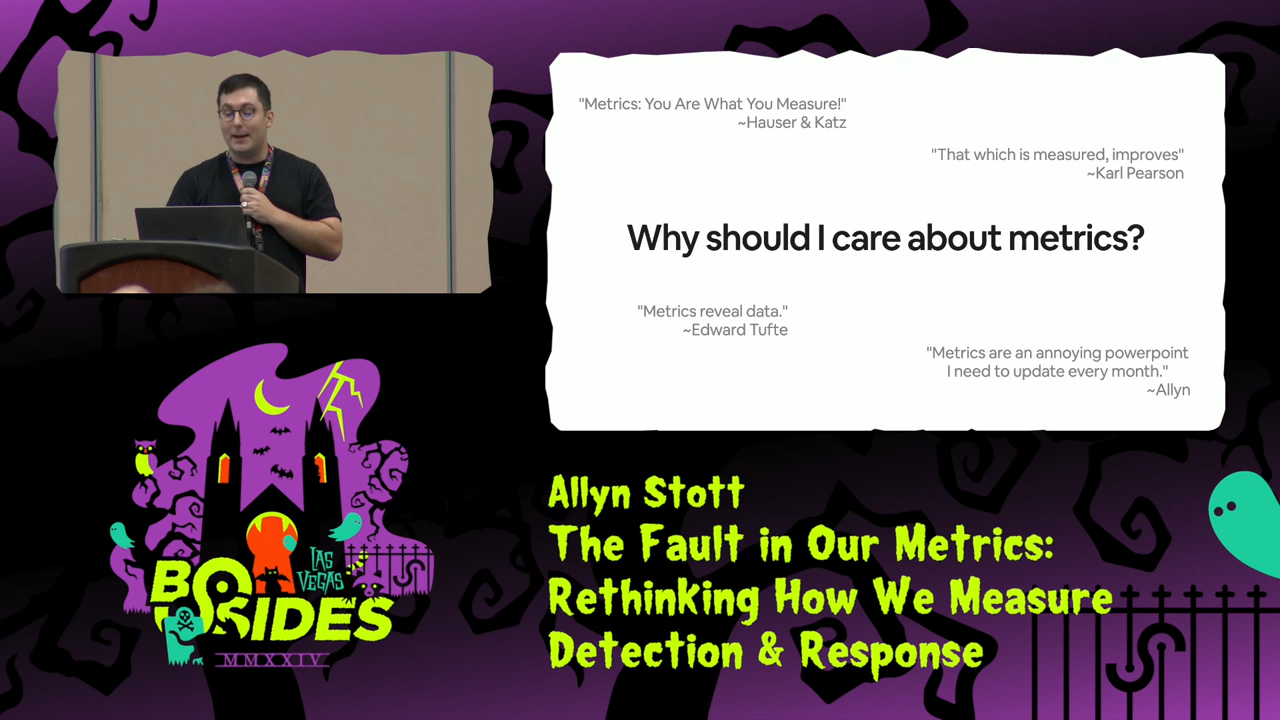 "Metrics: You Are What You Measure!"
~Hauser & Katz
"That which is measured, improves"
~Karl Pearson
Why should I care about metrics?
"Metrics reveal data."
~Edward Tufte
"Metrics are an annoying powerpoint
I need to update every month."
~Allyn
LAS
VEGAS
BSIDES
MMXXIV
Allyn Stott
The Fault in Our Metrics:
Rethinking How We Measure
Detection & Response